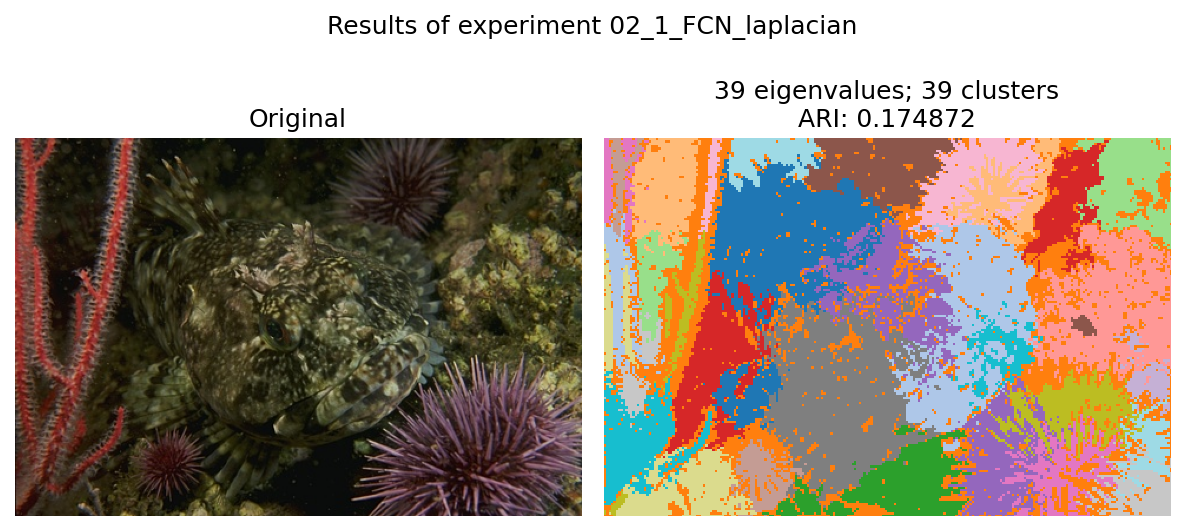 Results of experiment 02_1_FCN_laplacian
Original
39 eigenvalues; 39 clusters
ARI: 0.174872